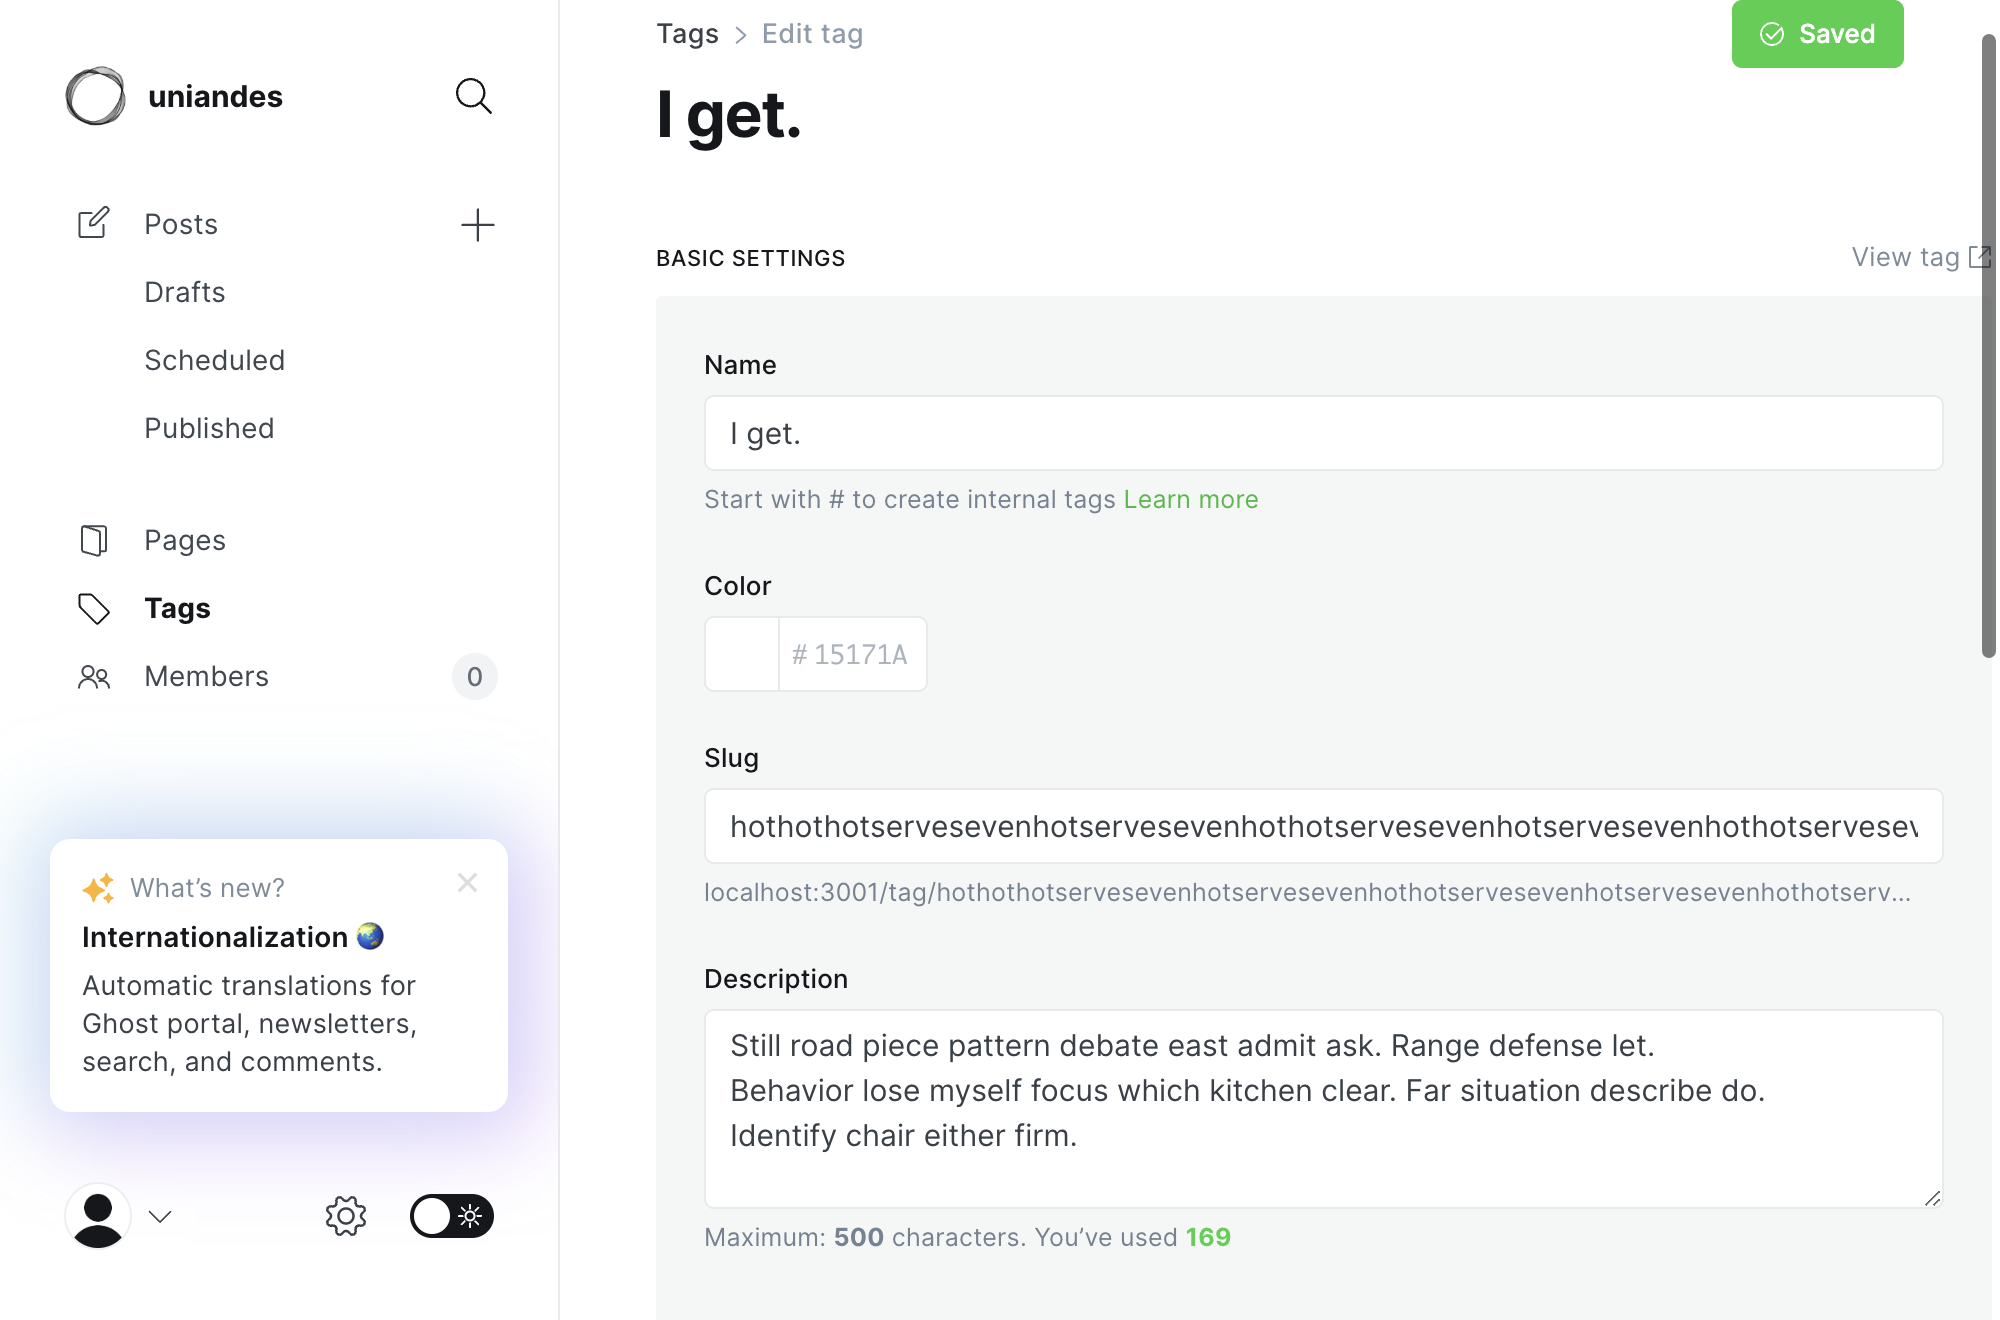 uniandes
Posts
Drafts
Scheduled
Published
Pages
Tags
Members
0
What's new?
Internationalization
Automatic translations for
Ghost portal, newsletters,
search, and comments.
Tags > Edit tag
Saved
I get.
BASIC SETTINGS
View tag
Name
I get.
Start with # to create internal tags Learn more
Color
# 15171A
Slug
hothothotservesevenhotservesevenhothotservesevenhotservesevenhothotservesev
localhost:3001/tag/hothothotservesevenhotservesevenhothotservesevenhotservesevenhothotserv...
Description
Still road piece pattern debate east admit ask. Range defense let.
Behavior lose myself focus which kitchen clear. Far situation describe do.
Identify chair either firm.
Maximum: 500 characters. You've used 169